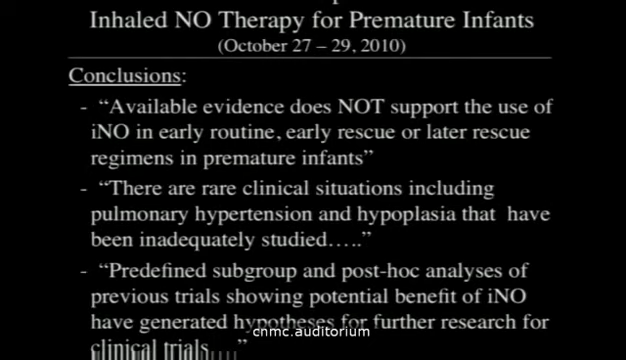 Inhaled NO Therapy for Premature Infants
(October 27 – 29, 2010)
Conclusions:
- “Available evidence does NOT support the use of
iNO in early routine, early rescue or later rescue
regimens in premature infants”
- “There are rare clinical situations including
pulmonary hypertension and hypoplasia that have
been inadequately studied…..”
- “Predefined subgroup and post-hoc analyses of
previous trials showing potential benefit of iNO
have generated hypotheses for further research for
clinical trials….”
cnmc.auditorium